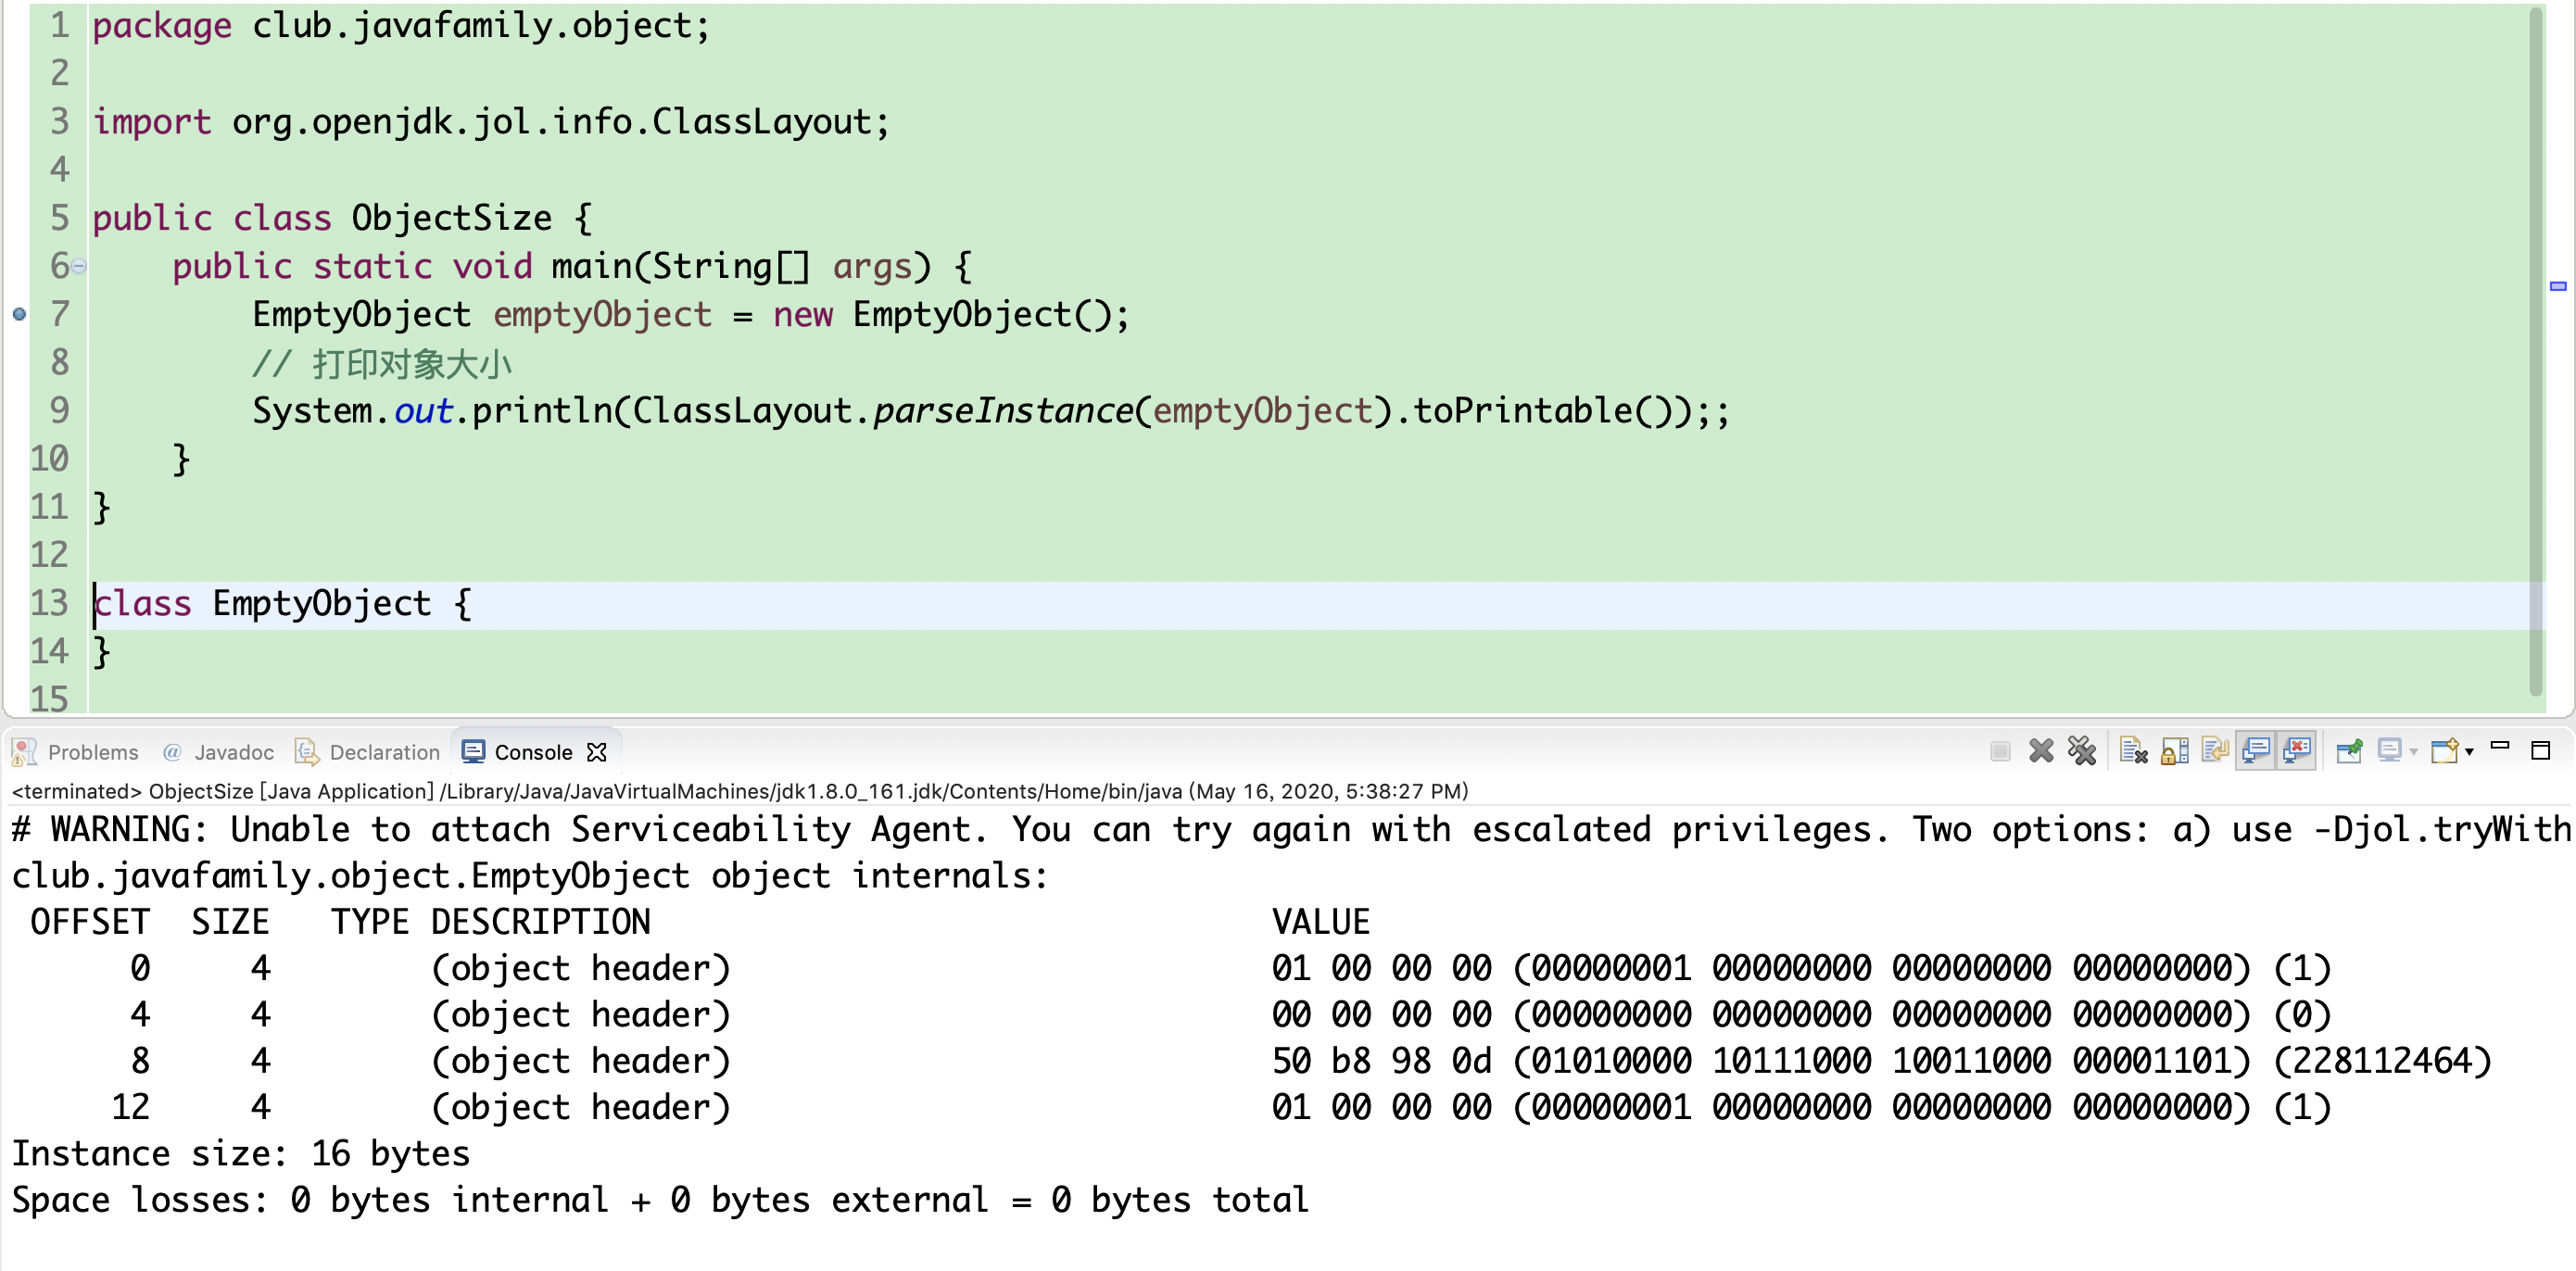 1 package club.javafamily.object;
2
3 import org.openjdk.jol.info.ClassLayout;
4
5 public class ObjectSize {
6     public static void main(String[] args) {
7         EmptyObject emptyObject = new EmptyObject();
8         // 打印对象大小
9         System.out.println(ClassLayout.parseInstance(emptyObject).toPrintable());;
10     }
11 }
12
13 class EmptyObject {
14 }
15
Problems @ Javadoc Declaration Console
<terminated> ObjectSize [Java Application] /Library/Java/JavaVirtualMachines/jdk1.8.0_161.jdk/Contents/Home/bin/java (May 16, 2020, 5:38:27 PM)
# WARNING: Unable to attach Serviceability Agent. You can try again with escalated privileges. Two options: a) use -Djol.tryWith
club.javafamily.object.EmptyObject object internals:
OFFSET SIZE TYPE DESCRIPTION VALUE
0 4 (object header) 01 00 00 00 (00000001 00000000 00000000 00000000) (1)
4 4 (object header) 00 00 00 00 (00000000 00000000 00000000 00000000) (0)
8 4 (object header) 50 b8 98 0d (01010000 10111000 10011000 00001101) (228112464)
12 4 (object header) 01 00 00 00 (00000001 00000000 00000000 00000000) (1)
Instance size: 16 bytes
Space losses: 0 bytes internal + 0 bytes external = 0 bytes total